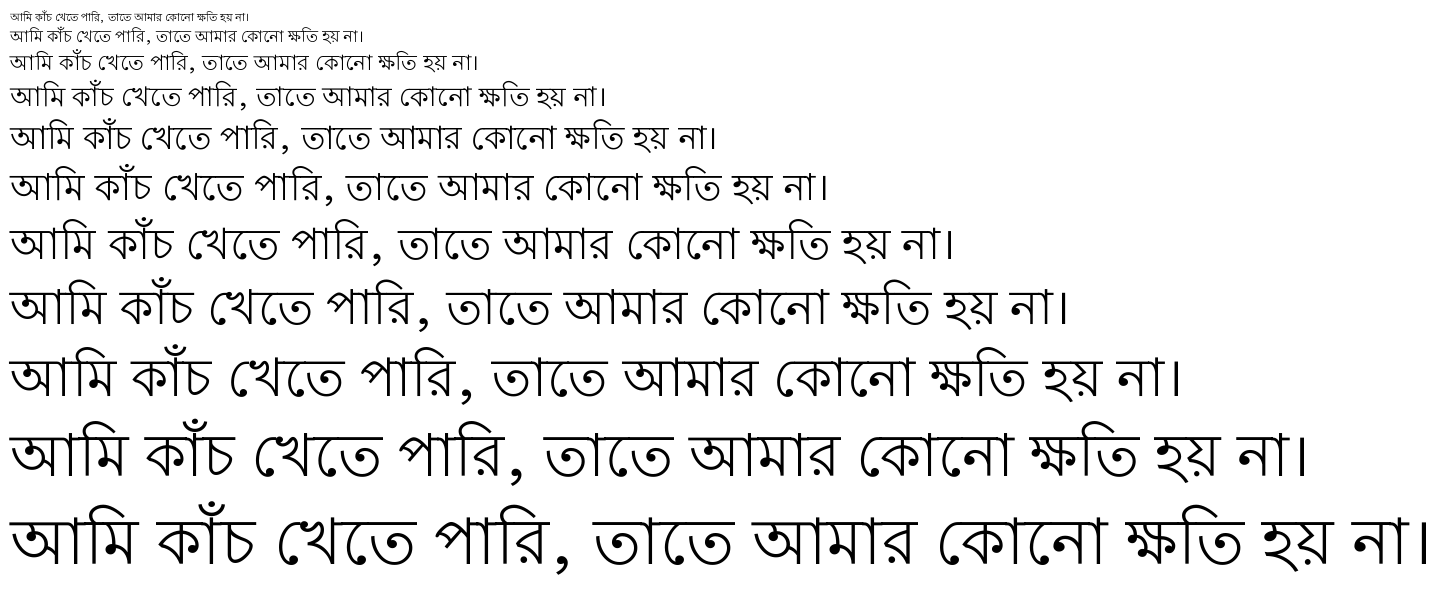 আমি কাঁচ খেতে পারি, তাতে আমার কোনো ক্ষতি হয় না।
আমি কাঁচ খেতে পারি, তাতে আমার কোনো ক্ষতি হয় না।
আমি কাঁচ খেতে পারি, তাতে আমার কোনো ক্ষতি হয় না।
আমি কাঁচ খেতে পারি, তাতে আমার কোনো ক্ষতি হয় না।
আমি কাঁচ খেতে পারি, তাতে আমার কোনো ক্ষতি হয় না।
আমি কাঁচ খেতে পারি, তাতে আমার কোনো ক্ষতি হয় না।
আমি কাঁচ খেতে পারি, তাতে আমার কোনো ক্ষতি হয় না।
আমি কাঁচ খেতে পারি, তাতে আমার কোনো ক্ষতি হয় না।
আমি কাঁচ খেতে পারি, তাতে আমার কোনো ক্ষতি হয় না।
আমি কাঁচ খেতে পারি, তাতে আমার কোনো ক্ষতি হয় না।
আমি কাঁচ খেতে পারি, তাতে আমার কোনো ক্ষতি হয় না।